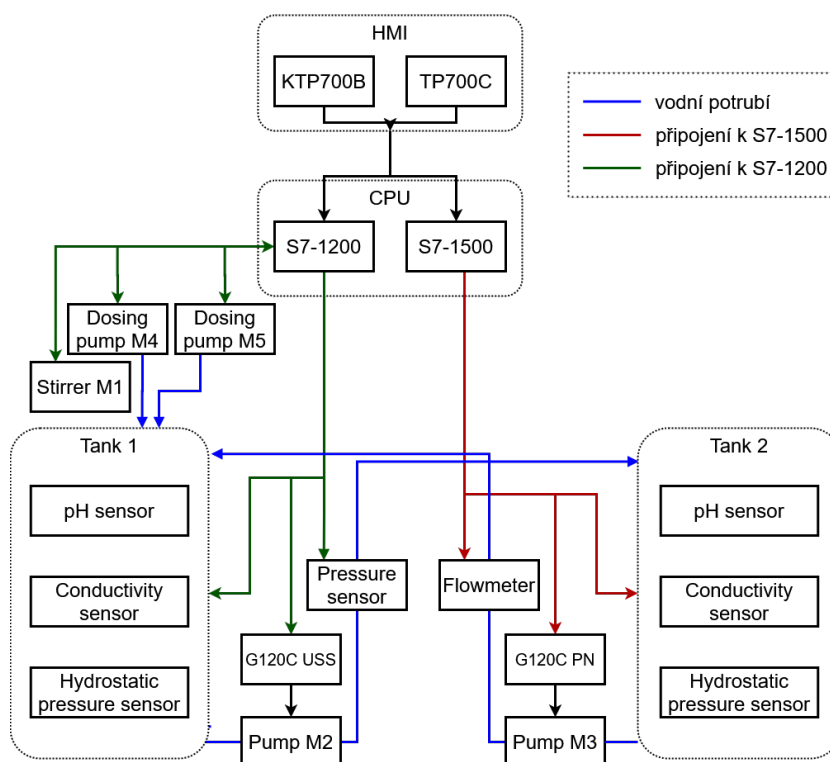 HMI
KTP700B
TP700C
vodní potrubí
připojení k S7-1500
připojení k S7-1200
CPU
S7-1200
S7-1500
Dosing
pump M4
Dosing
pump M5
Stirrer M1
Tank 1
Tank 2
pH sensor
pH sensor
Pressure
sensor
Flowmeter
Conductivity
sensor
Conductivity
sensor
G120C USS
G120C PN
Hydrostatic
pressure sensor
Hydrostatic
pressure sensor
Pump M2
Pump M3